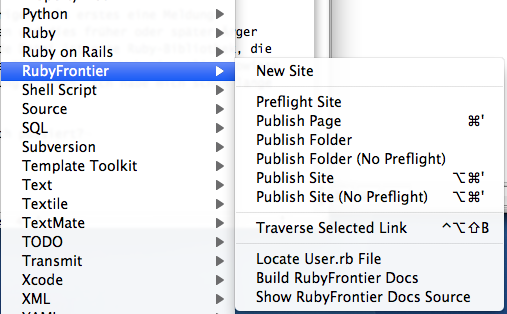 Python
Ruby
Ruby on Rails
RubyFrontier
Shell Script
Source
SQL
Subversion
Template Toolkit
Text
Textile
TextMate
TODO
Transmit
Xcode
XML
New Site
Preflight Site
Publish Page ⌘'
Publish Folder
Publish Folder (No Preflight)
Publish Site ⌥⌘'
Publish Site (No Preflight) ⌥⌘'
Traverse Selected Link ^⌥⇧B
Locate User.rb File
Build RubyFrontier Docs
Show RubyFrontier Docs Source